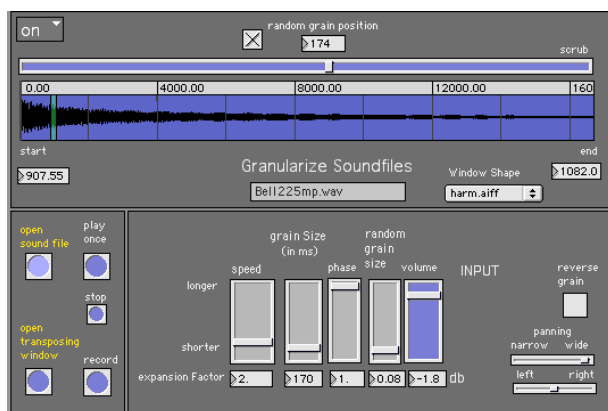 on
random grain position
174
scrub
0.00 4000.00 8000.00 12000.00 160
start
end
907.55
Granularize Soundfiles
Window Shape
1082.0
Bell225mp.wav
harm.aiff
open
sound file
play
once
stop
open
transposing
window
record
grain Size
(in ms)
random
grain
size
speed
phase
volume
INPUT
reverse
grain
longer
shorter
panning
narrow wide
left right
expansion Factor
2. 170 1. 0.08 -1.8 db